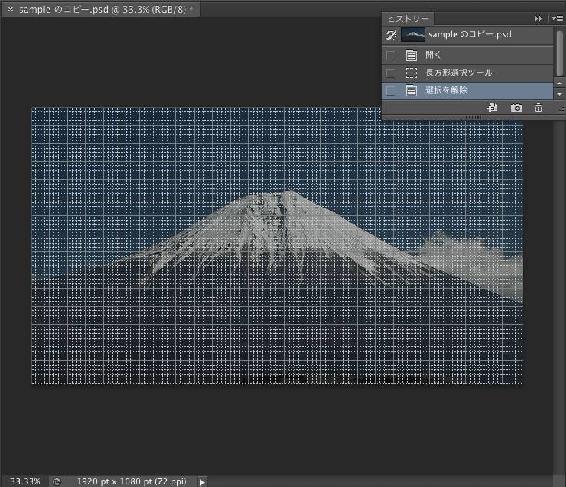 × sample のコピー.psd @ 33.3% (RGB/8) *
ヒストリー
sample のコピー.psd
開く
長方形選択ツール
選択を解除
33.33% 1920 pt x 1080 pt (72 ppi)